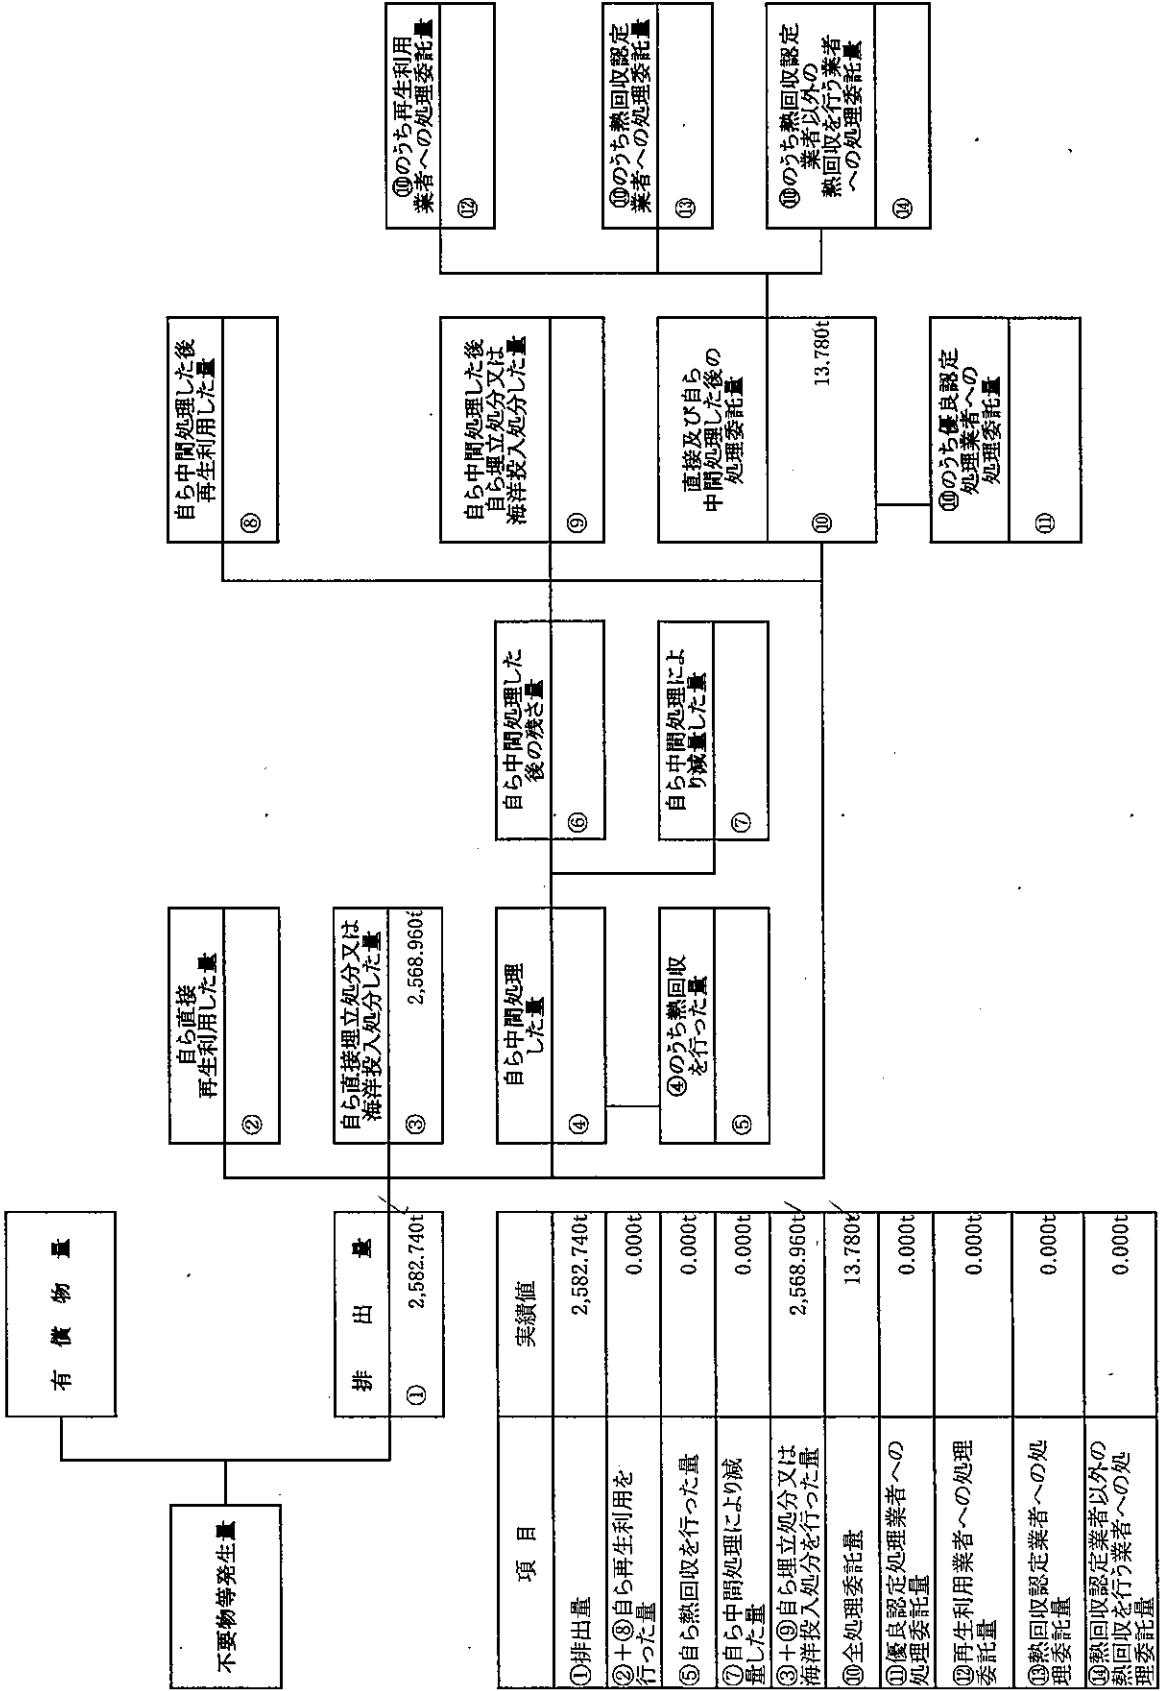 不要物等発生量
有 償 物 量
排 出 量
① 2,582.740t
自ら直接
再生利用した量
②
自ら直接埋立処分又は
海洋投入処分した量
③ 2,568.960t
自ら中間処理
した量
④
④のうち熱回収
を行った量
⑤
自ら中間処理した
後の残さ量
⑥
自ら中間処理によ
り減量した量
⑦
自ら中間処理した後
再生利用した量
⑧
自ら中間処理した後
自ら埋立処分又は
海洋投入処分した量
⑨
直接及び自ら
中間処理した後の
処理委託量
⑩ 13.780t
⑩のうち優良認定
処理業者への
処理委託量
⑪
⑩のうち再生利用
業者への処理委託量
⑫
⑩のうち熱回収認定
業者への処理委託量
⑬
⑩のうち熱回収認定
業者以外の
熱回収を行う業者
への処理委託量
⑭
項 目 実績値
①排出量 2,582.740t
②+⑧自ら再生利用を
行った量 0.000t
⑤自ら熱回収を行った量 0.000t
⑦自ら中間処理により減
量した量 0.000t
③+⑨自ら埋立処分又は
海洋投入処分を行った量 2,568.960t
⑩全処理委託量 13.780t
⑪優良認定処理業者への
処理委託量 0.000t
⑫再生利用業者への処理
委託量 0.000t
⑬熱回収認定業者への処
理委託量 0.000t
⑭熱回収認定業者以外の
熱回収を行う業者への処
理委託量 0.000t